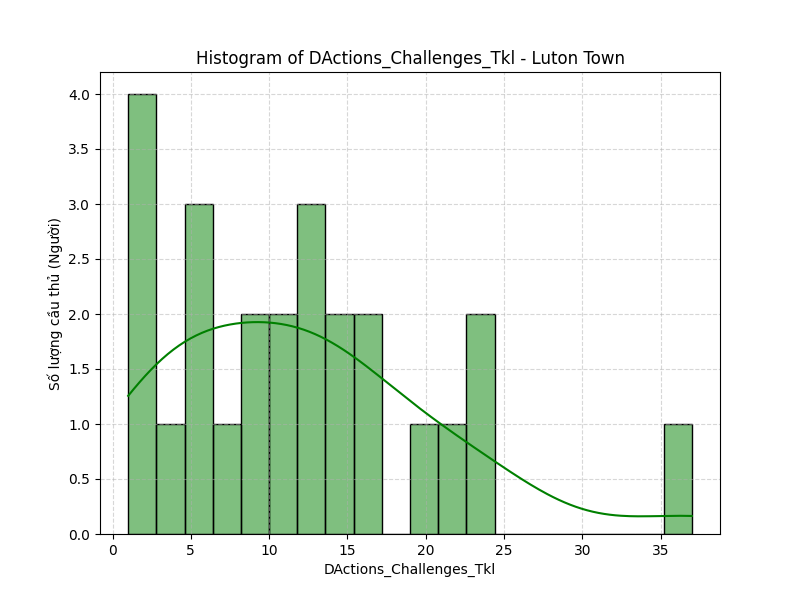 Histogram of DActions_Challenges_Tkl - Luton Town
4.0
3.5
3.0
2.5
2.0
1.5
1.0
0.5
0.0
Số lượng cầu thủ (Người)
0 5 10 15 20 25 30 35
DActions_Challenges_Tkl